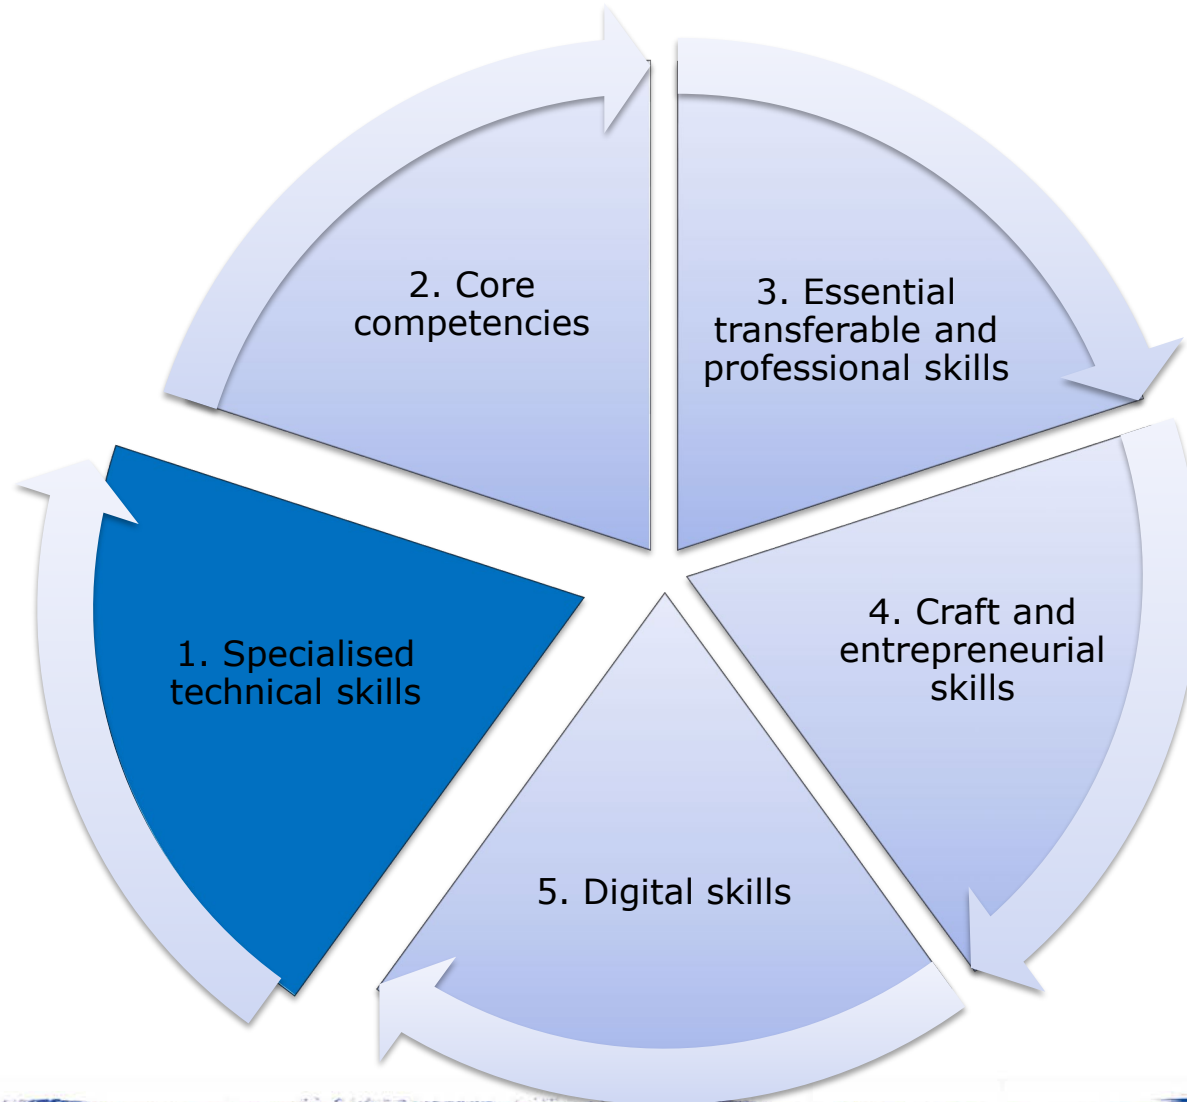 2. Core
competencies
3. Essential
transferable and
professional skills
4. Craft and
entrepreneurial
skills
1. Specialised
technical skills
5. Digital skills